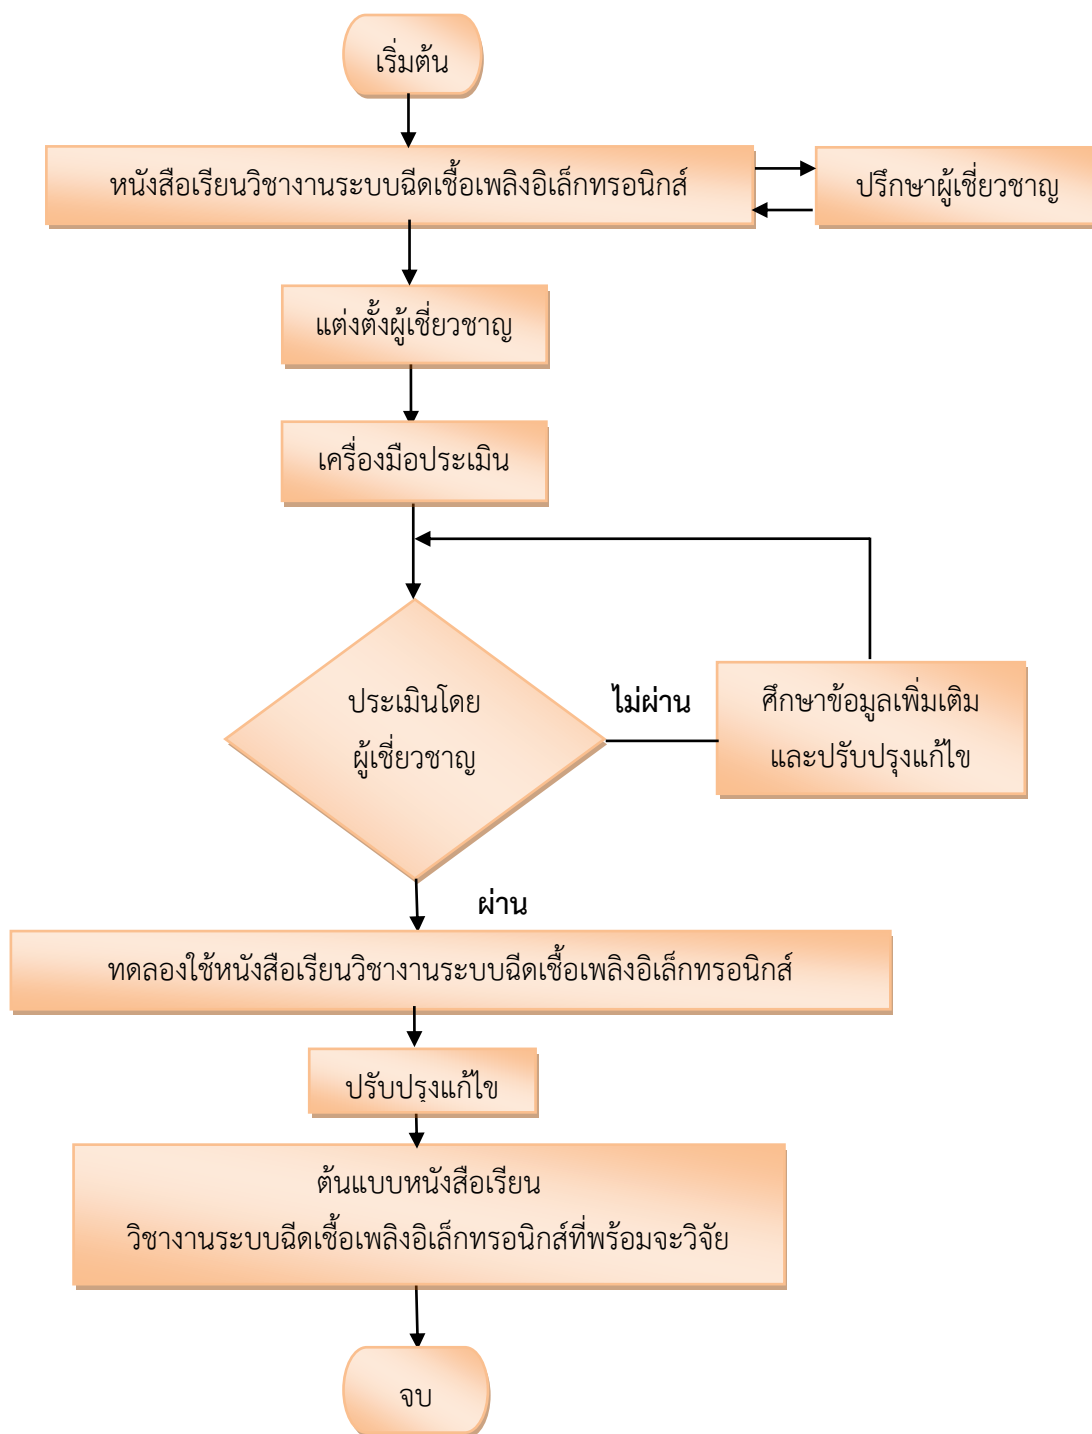 เริ่มต้น
หนังสือเรียนวิชางานระบบฉีดเชื้อเพลิงอิเล็กทรอนิกส์
ปรึกษาผู้เชี่ยวชาญ
แต่งตั้งผู้เชี่ยวชาญ
เครื่องมือประเมิน
ประเมินโดย
ผู้เชี่ยวชาญ
ไม่ผ่าน
ศึกษาข้อมูลเพิ่มเติม
และปรับปรุงแก้ไข
ผ่าน
ทดลองใช้หนังสือเรียนวิชางานระบบฉีดเชื้อเพลิงอิเล็กทรอนิกส์
ปรับปรุงแก้ไข
ต้นแบบหนังสือเรียน
วิชางานระบบฉีดเชื้อเพลิงอิเล็กทรอนิกส์ที่พร้อมจะวิจัย
จบ